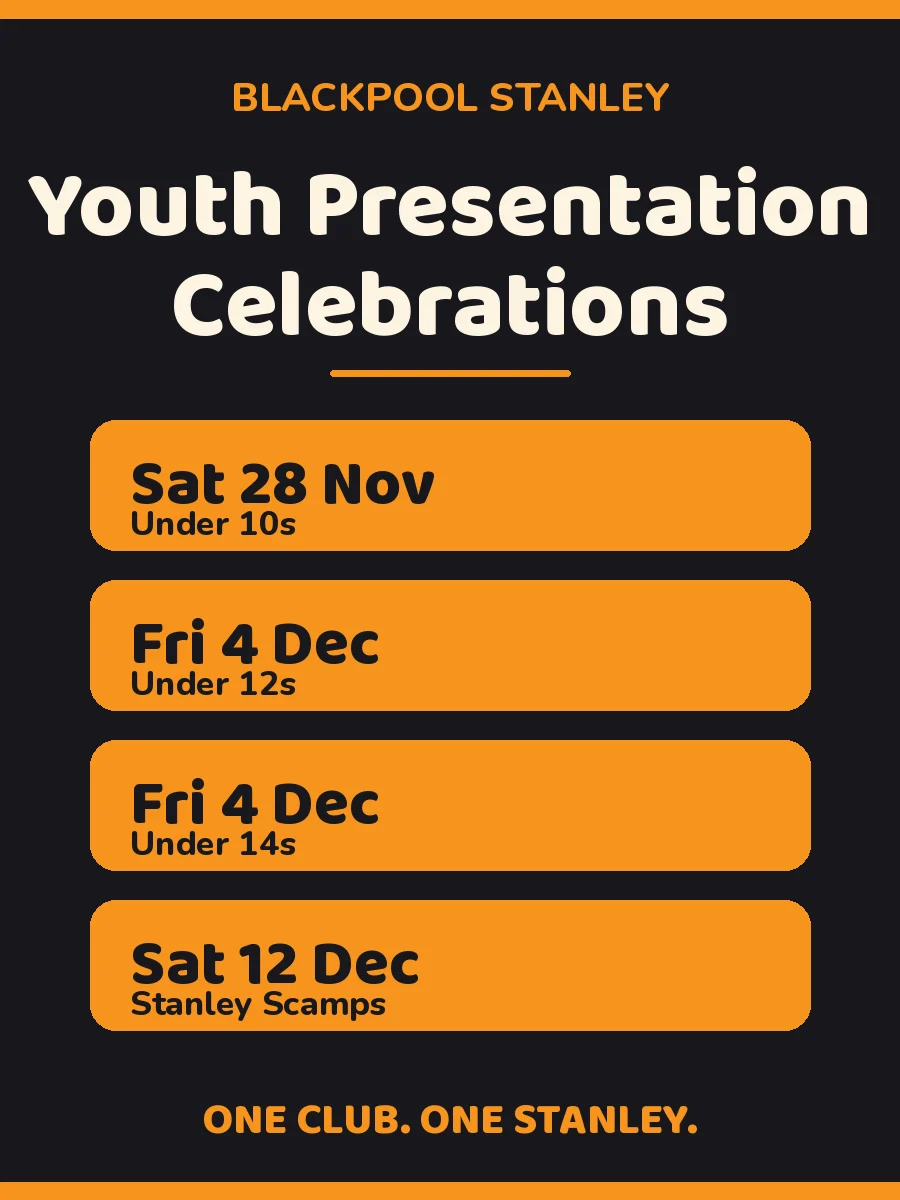 BLACKPOOL STANLEY
Youth Presentation
Celebrations
Sat 28 Nov
Under 10s
Fri 4 Dec
Under 12s
Fri 4 Dec
Under 14s
Sat 12 Dec
Stanley Scamps
ONE CLUB. ONE STANLEY.